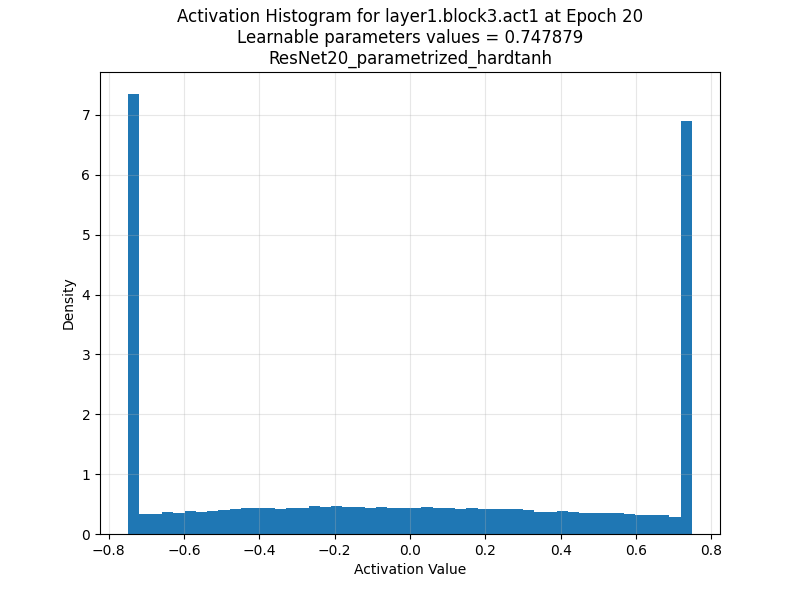 Activation Histogram for layer1.block3.act1 at Epoch 20
Learnable parameters values = 0.747879
ResNet20_parametrized_hardtanh
7
6
5
4
3
2
1
0
Density
−0.8 −0.6 −0.4 −0.2 0.0 0.2 0.4 0.6 0.8
Activation Value